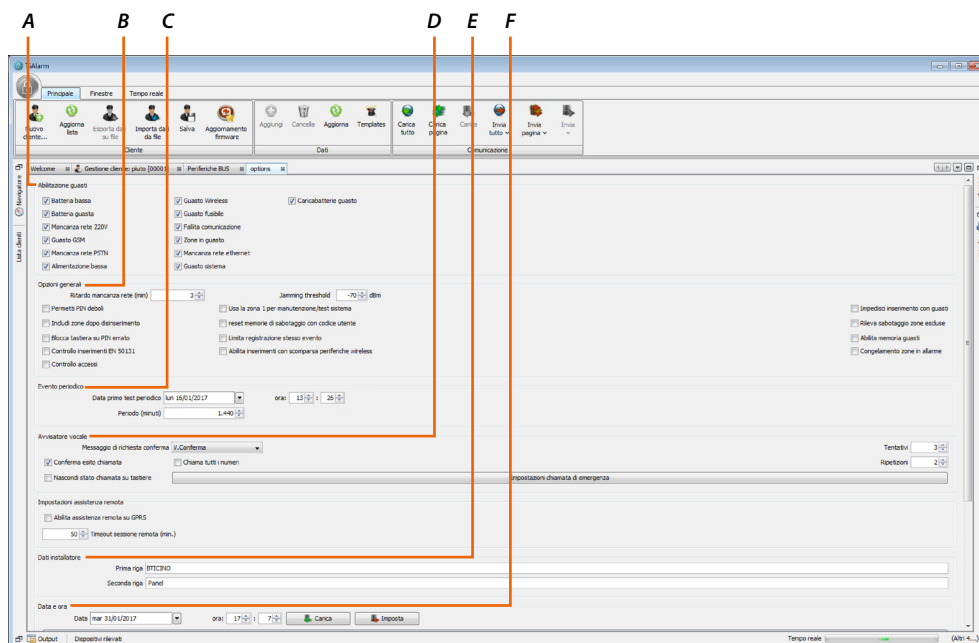 A B C D E F
TiSAlarm
Principale Finestre Tempo reale
Nuovo cliente... Aggiorna lista Esporta dati su file Importa dati da file Salva Aggiornamento firmware Aggiungi Cancella Aggiorna Templates Carica tutto Carica pagina Carica Invia tutto Invia pagina Invia
Cliente Dati Comunicazione
Welcome Gestione cliente: pluto [00001] Periferiche BUS options
Navigatore
Lista clienti
Abilitazione guasti
Batteria bassa Guasto Wireless Caricabatterie guasto
Batteria guasta Guasto fusibile
Mancanza rete 220V Fallita comunicazione
Guasto GSM Zone in guasto
Mancanza rete PSTN Mancanza rete ethernet
Alimentazione bassa Guasto sistema
Opzioni generali
Ritardo mancanza rete (min) 3 Jamming threshold -70 dBm
Permetti PIN deboli Usa la zona 1 per manutenzione/test sistema Impedisci inserimento con guasti
Includi zone dopo disinserimento reset memorie di sabotaggio con codice utente Rileva sabotaggio zone escluse
Blocca tastiera su PIN errato Limita registrazione stesso evento Abilita memoria guasti
Controllo inserimenti EN 50131 Abilita inserimenti con scomparsa periferiche wireless Congelamento zone in allarme
Controllo accessi
Evento periodico
Data primo test periodico lun 16/01/2017 ora: 13 : 26
Periodo (minuti) 1.440
Avvisatore vocale
Messaggio di richiesta conferma V.Conferma Tentativi 3
Conferma esito chiamata Chiama tutti i numeri Ripetizioni 2
Nascondi stato chiamata su tastiere Impostazioni chiamata di emergenza
Impostazioni assistenza remota
Abilita assistenza remota su GPRS
50 Timeout sessione remota (min.)
Dati installatore
Prima riga BTICINO
Seconda riga Panel
Data e ora
Data mar 31/01/2017 ora: 17 : 7 Carica Imposta
Output Dispositivi rilevati Tempo reale (Altri 4...)